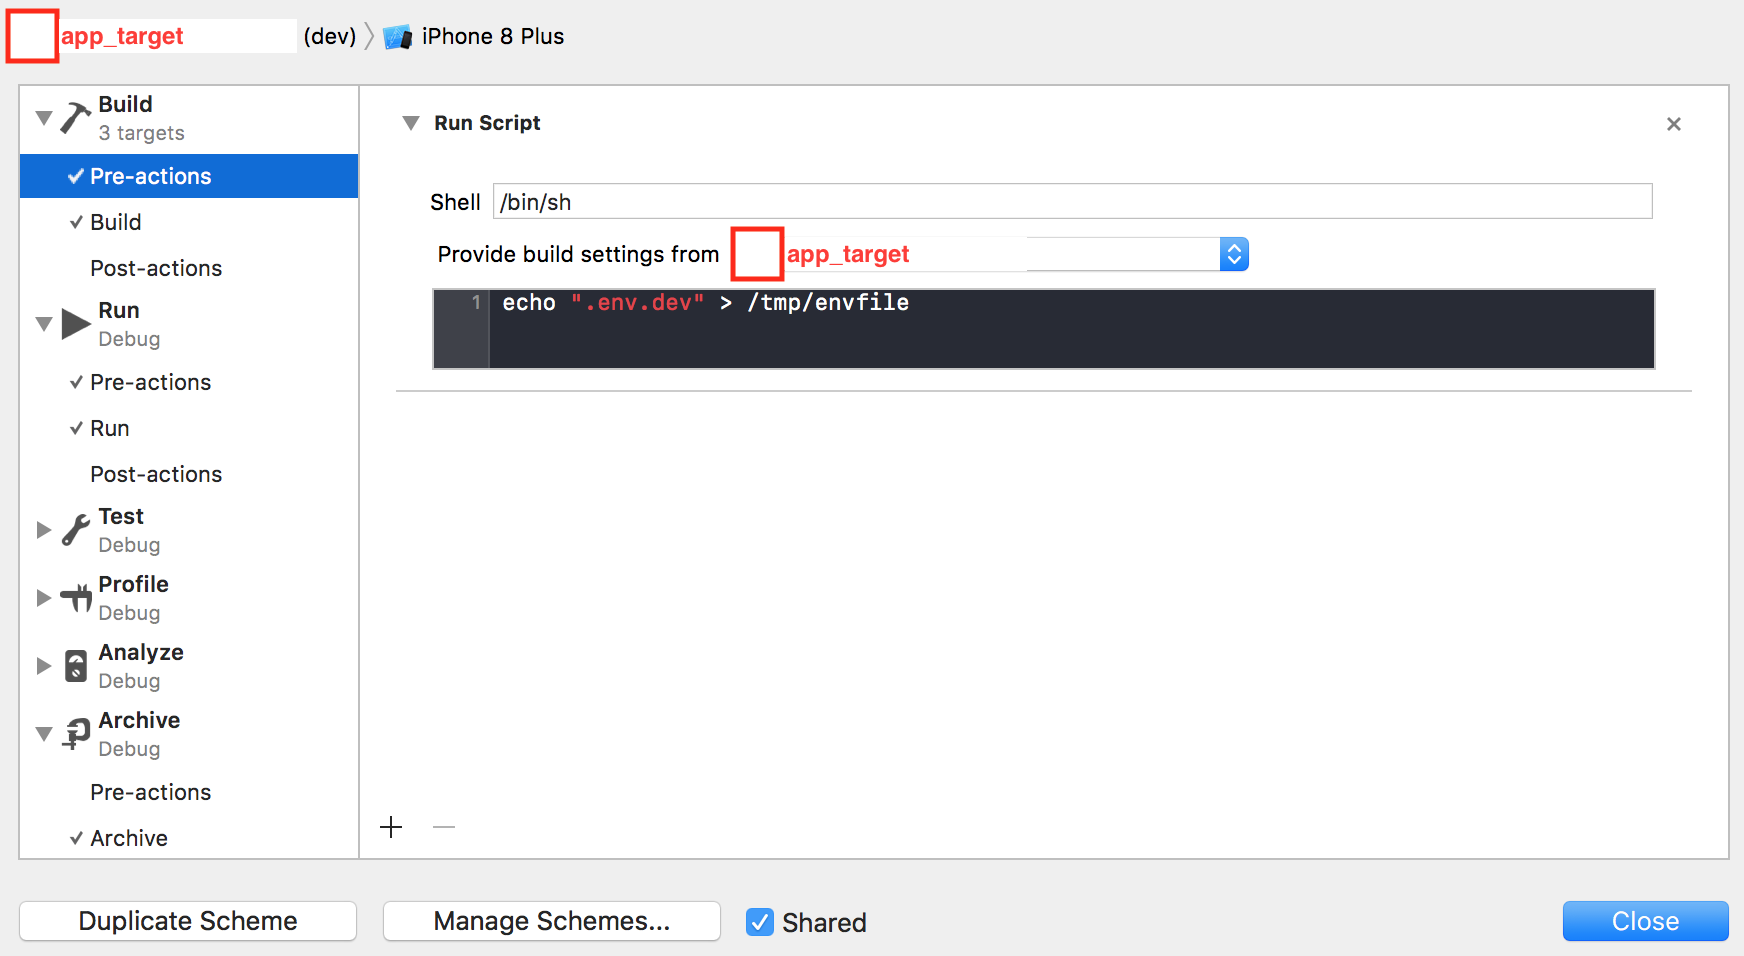 app_target (dev) iPhone 8 Plus
Build
3 targets
Pre-actions
Build
Post-actions
Run
Debug
Pre-actions
Run
Post-actions
Test
Debug
Profile
Debug
Analyze
Debug
Archive
Debug
Pre-actions
Archive
Run Script
Shell /bin/sh
Provide build settings from app_target
1 echo ".env.dev" > /tmp/envfile
Duplicate Scheme
Manage Schemes...
Shared
Close